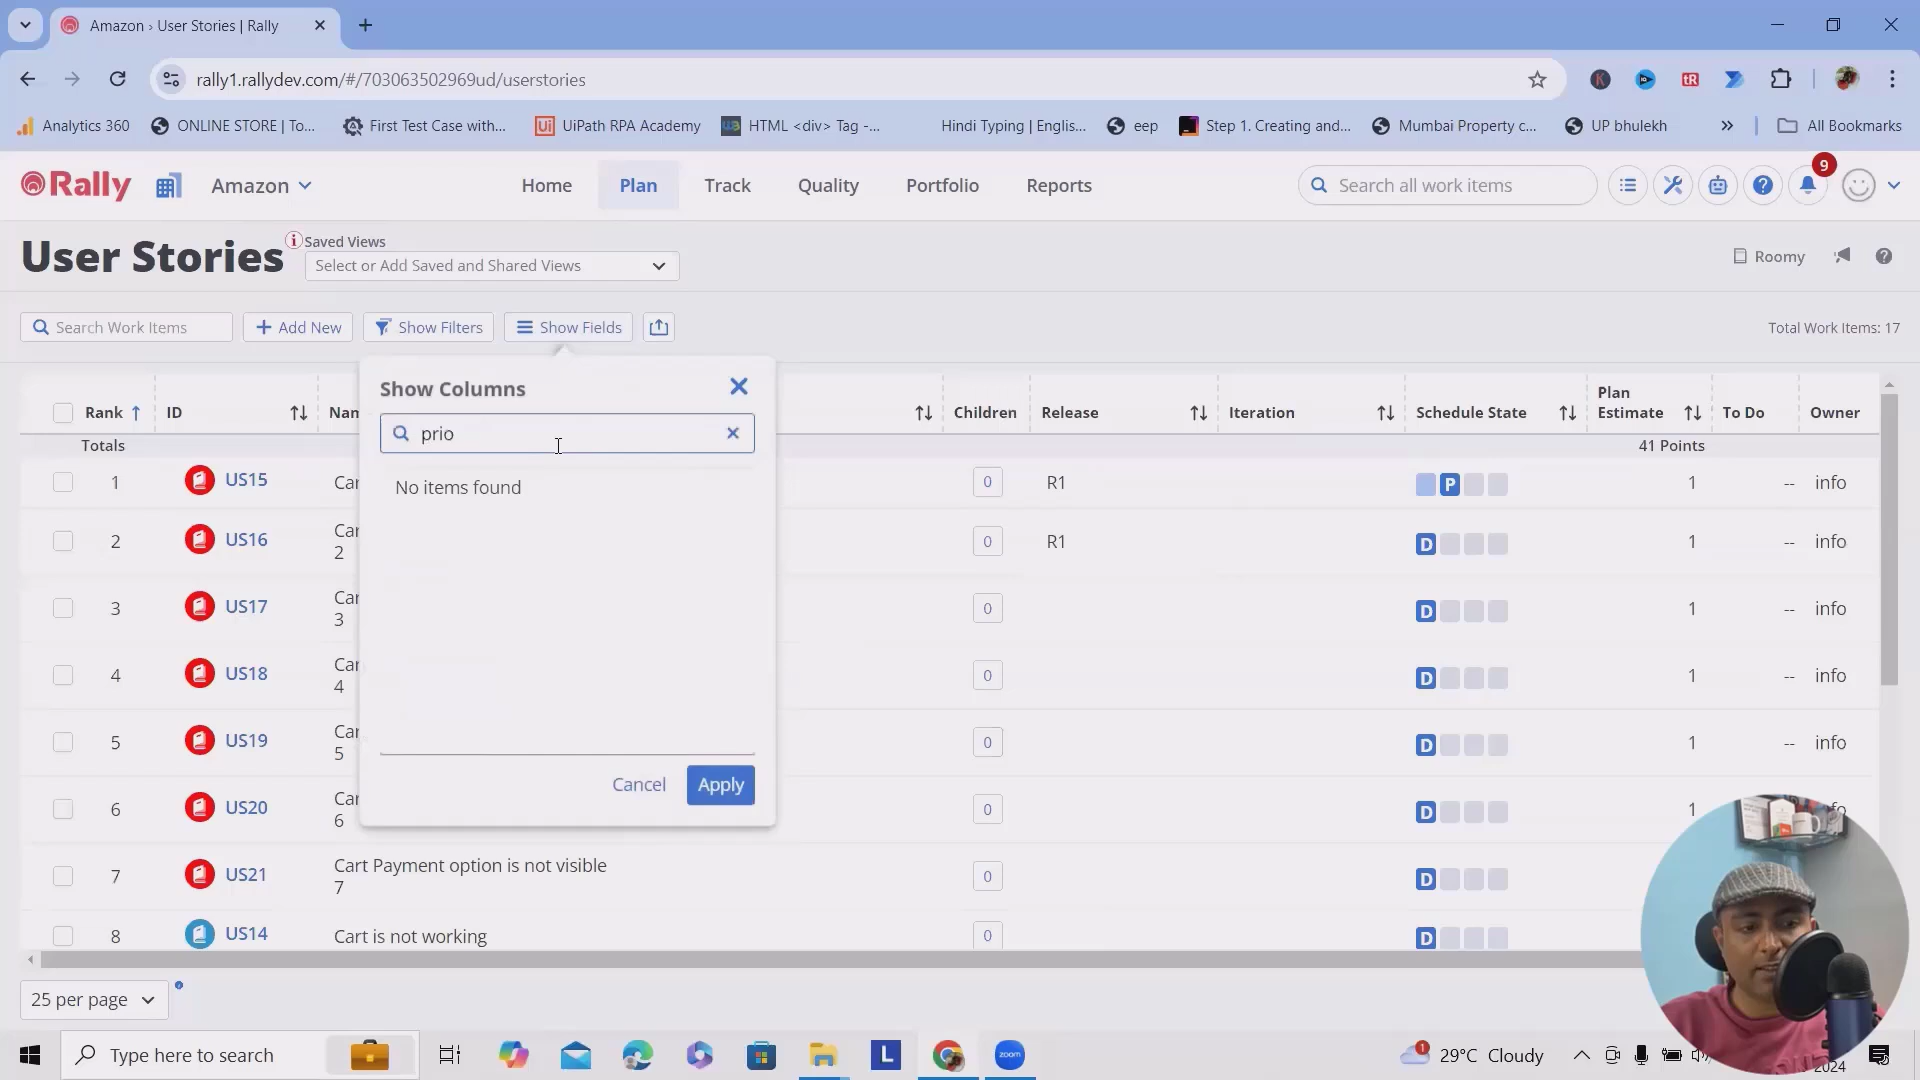 Amazon › User Stories | Rally
rally1.rallydev.com/#/703063502969ud/userstories
Analytics 360
ONLINE STORE | To...
First Test Case with...
UiPath RPA Academy
HTML <div> Tag -...
Hindi Typing | Englis...
eep
Step 1. Creating and...
Mumbai Property c...
UP bhulekh
»
All Bookmarks
Rally
Amazon
Home
Plan
Track
Quality
Portfolio
Reports
Search all work items
9
User Stories
Saved Views
Select or Add Saved and Shared Views
Roomy
Search Work Items
+ Add New
Show Filters
Show Fields
Total Work Items: 17
Show Columns
prio
No items found
Cancel
Apply
Rank ID Nam Children Release Iteration Schedule State Plan Estimate To Do Owner
Totals 41 Points
1 US15 Car 0 R1 P 1 -- info
2 US16 Car 2 0 R1 D 1 -- info
3 US17 Car 3 0 D 1 -- info
4 US18 Car 4 0 D 1 -- info
5 US19 Car 5 0 D 1 -- info
6 US20 Car 6 0 D 1
7 US21 Cart Payment option is not visible 7 0 D
8 US14 Cart is not working 0 D
25 per page
Type here to search
L
zoom
1
29°C Cloudy
2024